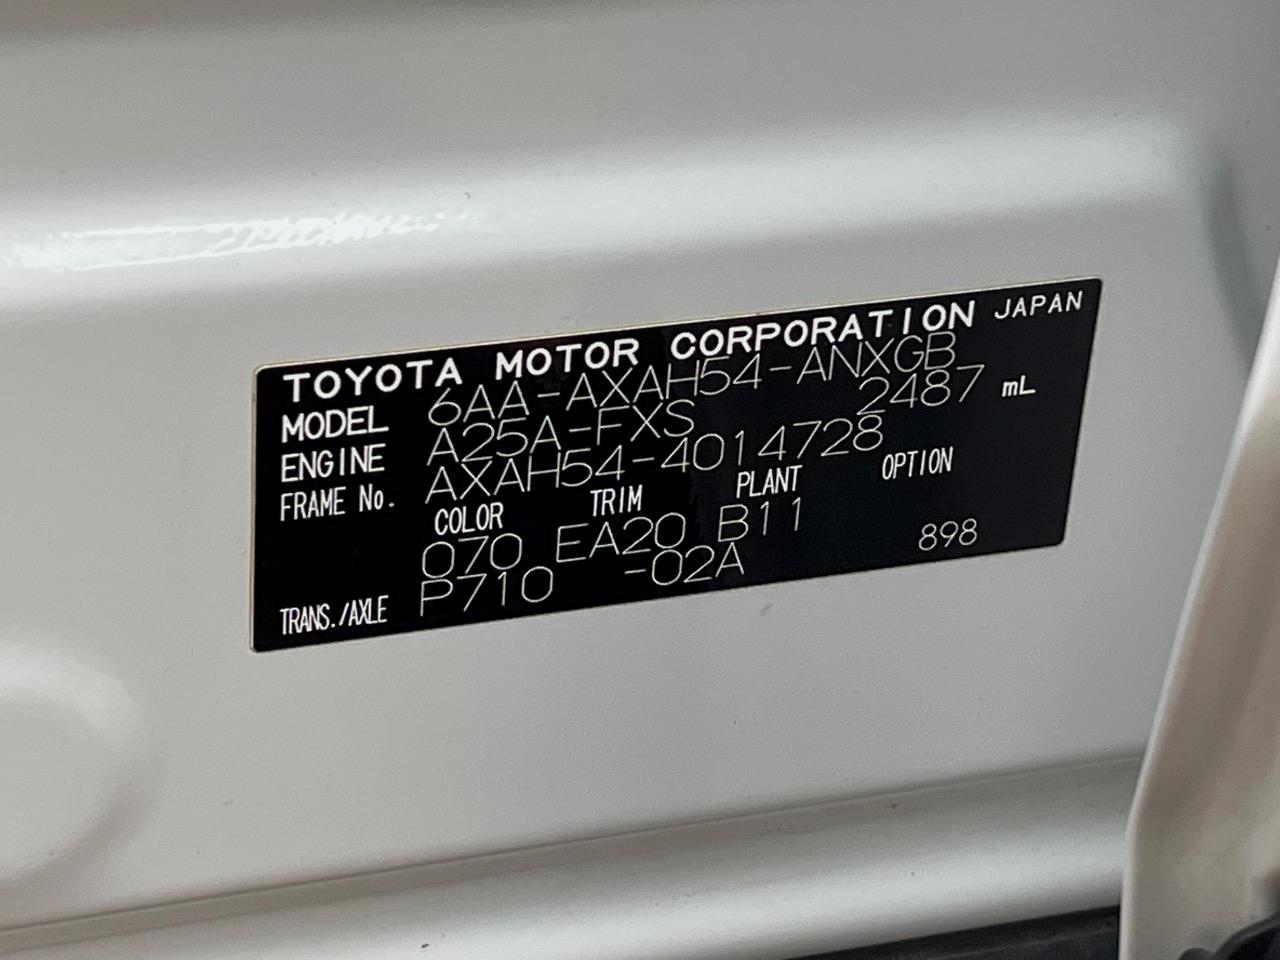 TOYOTA MOTOR CORPORATION JAPAN
MODEL 6AA-AXAH54-ANXGB
ENGINE A25A-FXS 2487 mL
FRAME No. AXAH54-4014728
COLOR TRIM PLANT OPTION
070 EA20 B11
TRANS./AXLE P710 -02A 898